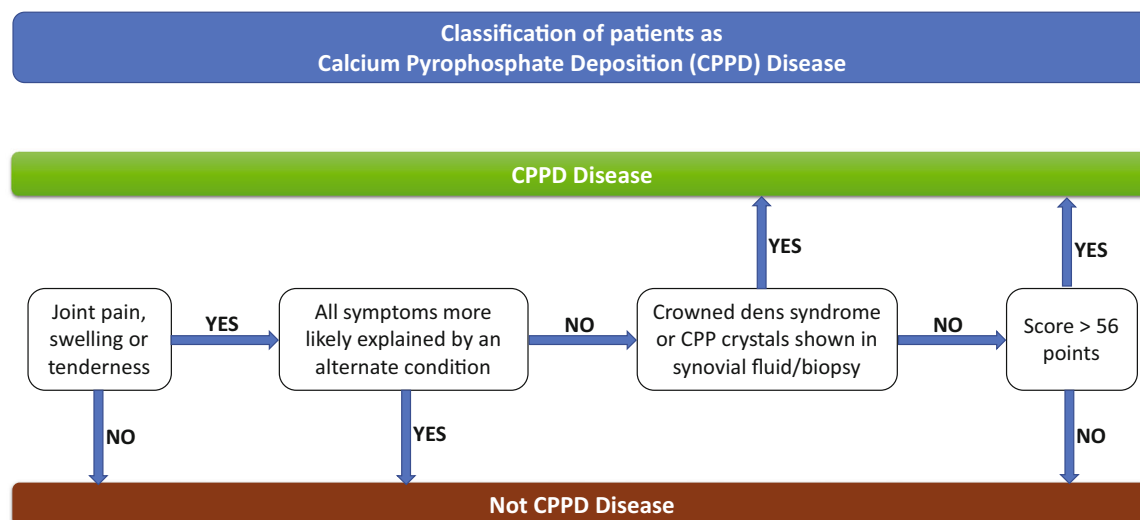 Classification of patients as
Calcium Pyrophosphate Deposition (CPPD) Disease
CPPD Disease
YES
YES
Joint pain,
swelling or
tenderness
YES
All symptoms more
likely explained by an
alternate condition
NO
Crowned dens syndrome
or CPP crystals shown in
synovial fluid/biopsy
NO
Score > 56
points
NO
YES
NO
Not CPPD Disease